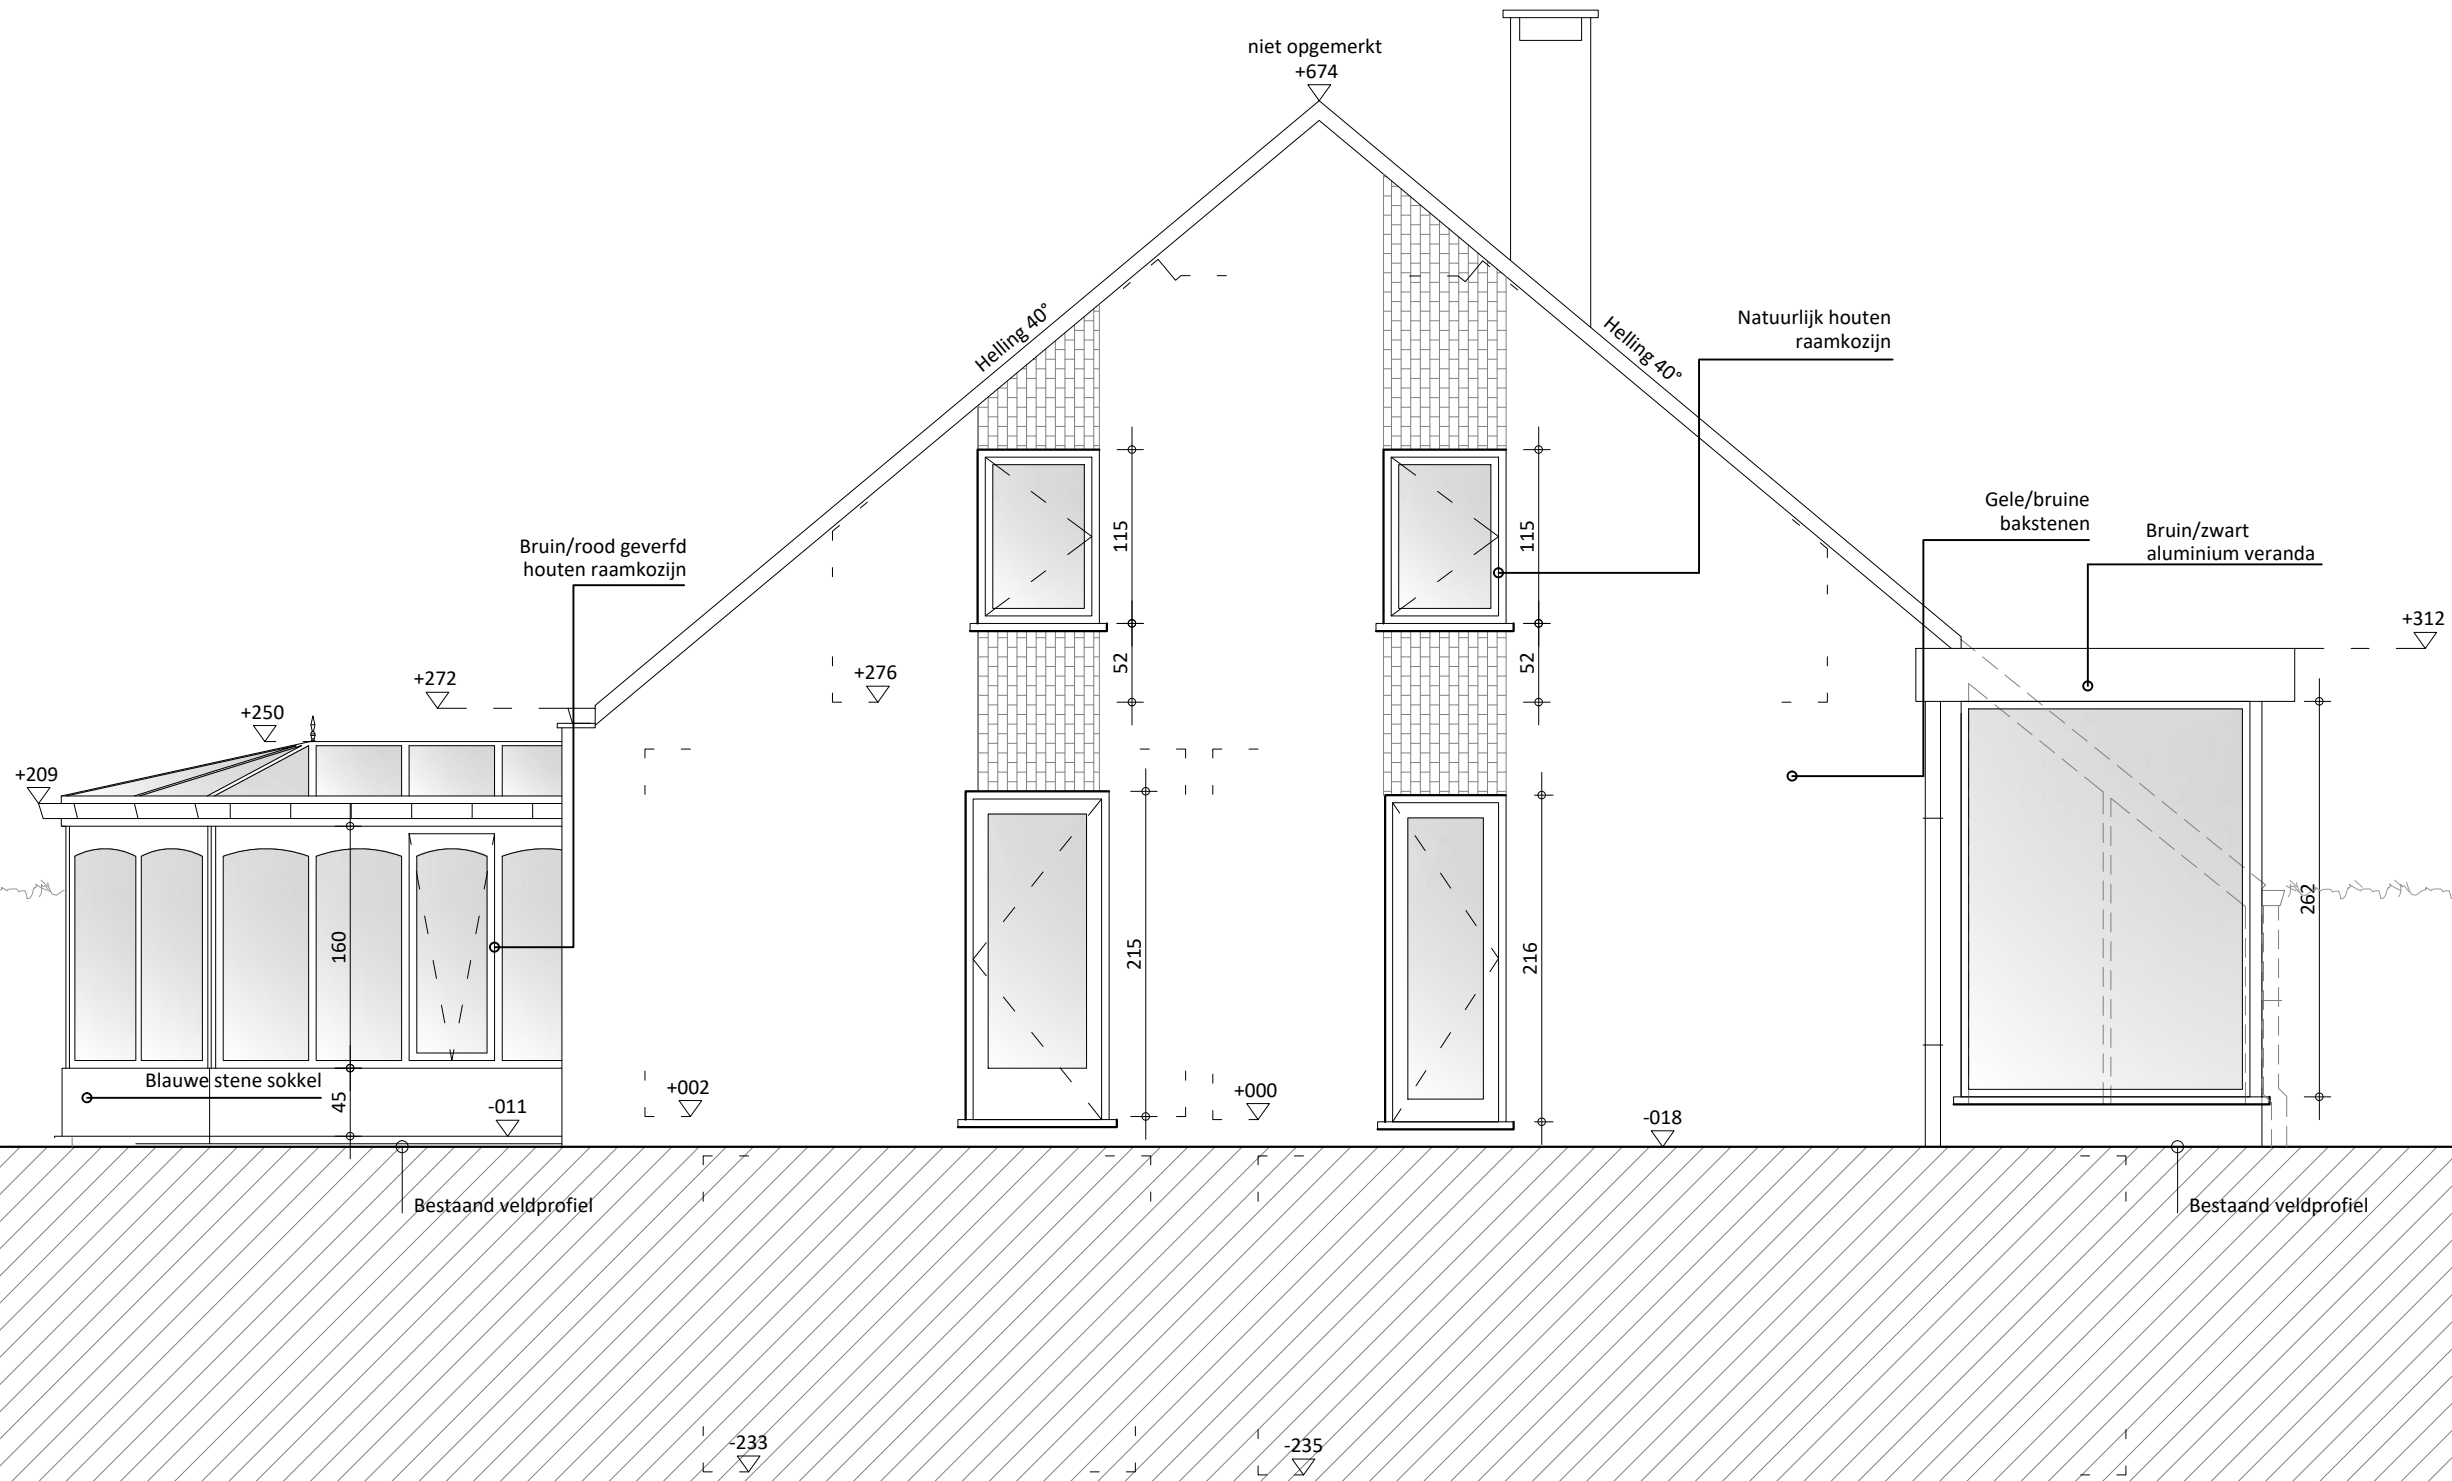 niet opgemerkt
+674
Helling 40°
Helling 40°
Natuurlijk houten
raamkozijn
Gele/bruine
bakstenen
Bruin/zwart
aluminium veranda
Bruin/rood geverfd
houten raamkozijn
115
115
+312
52
52
+276
+272
+250
+209
262
160
215
216
Blauwe stene sokkel
45
-011
+002
+000
-018
Bestaand veldprofiel
Bestaand veldprofiel
-233
-235